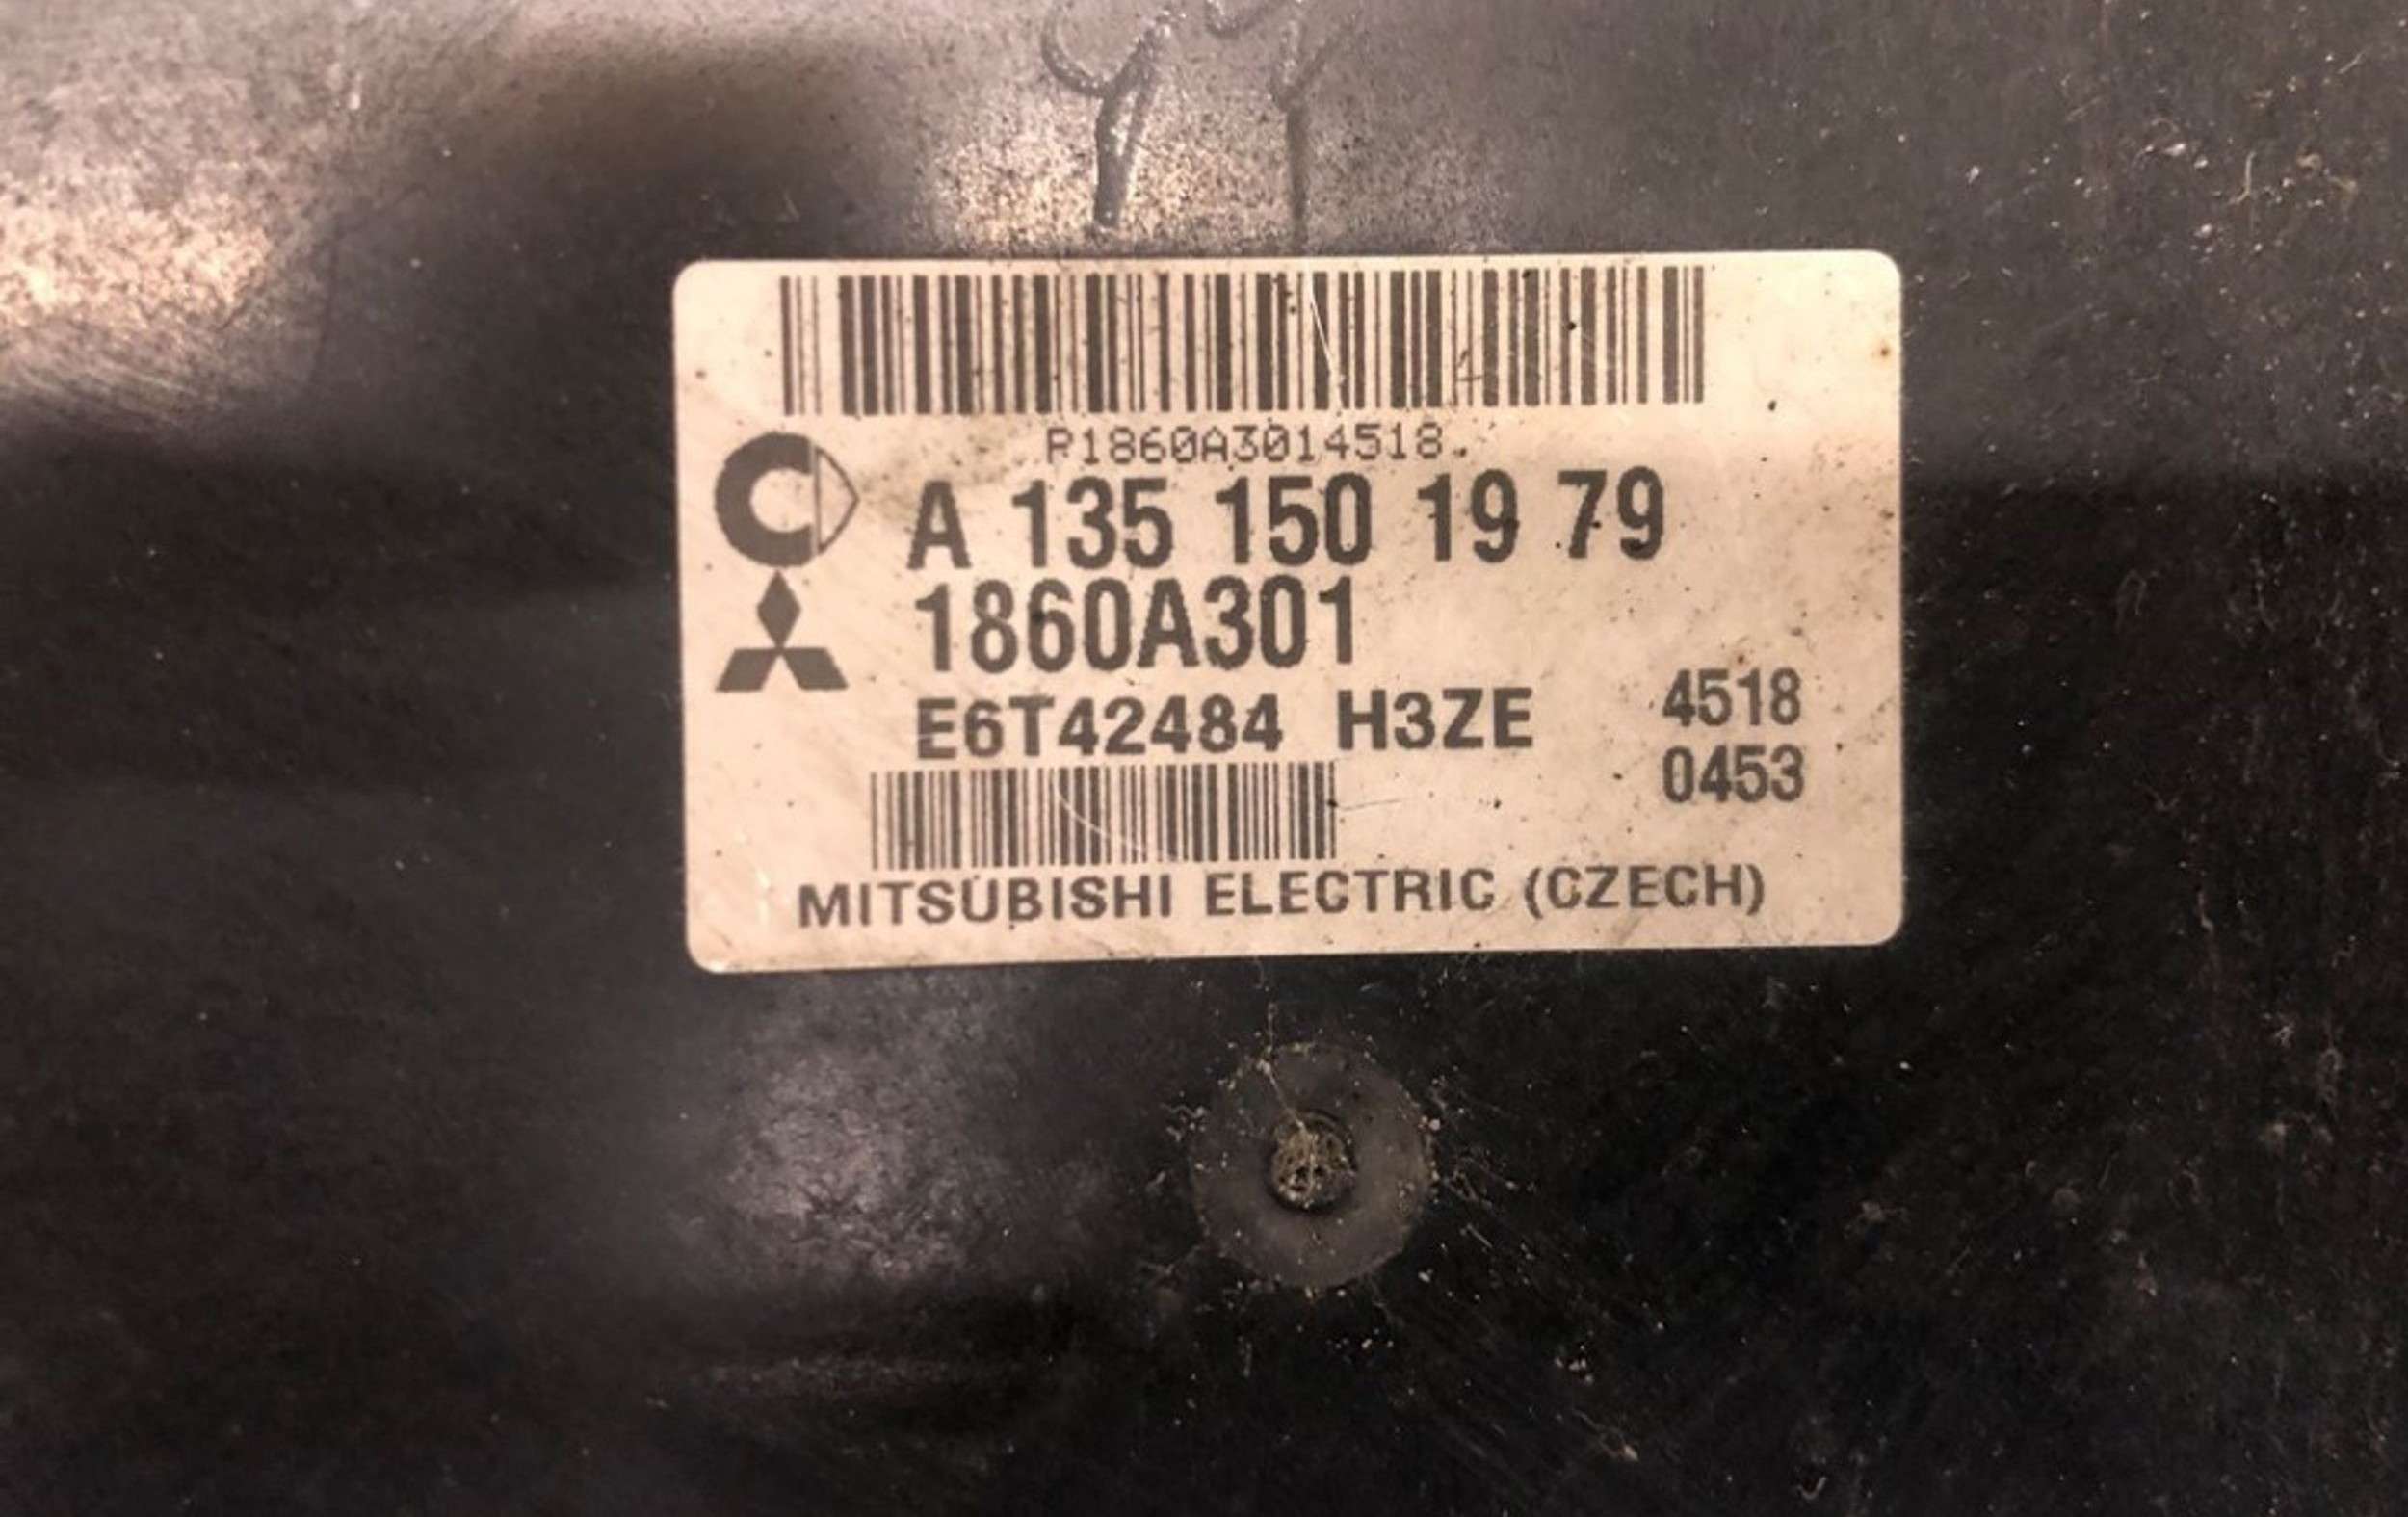 P1860A3014518
A 135 150 19 79
1860A301
E6T42484 H3ZE
4518
0453
MITSUBISHI ELECTRIC (CZECH)